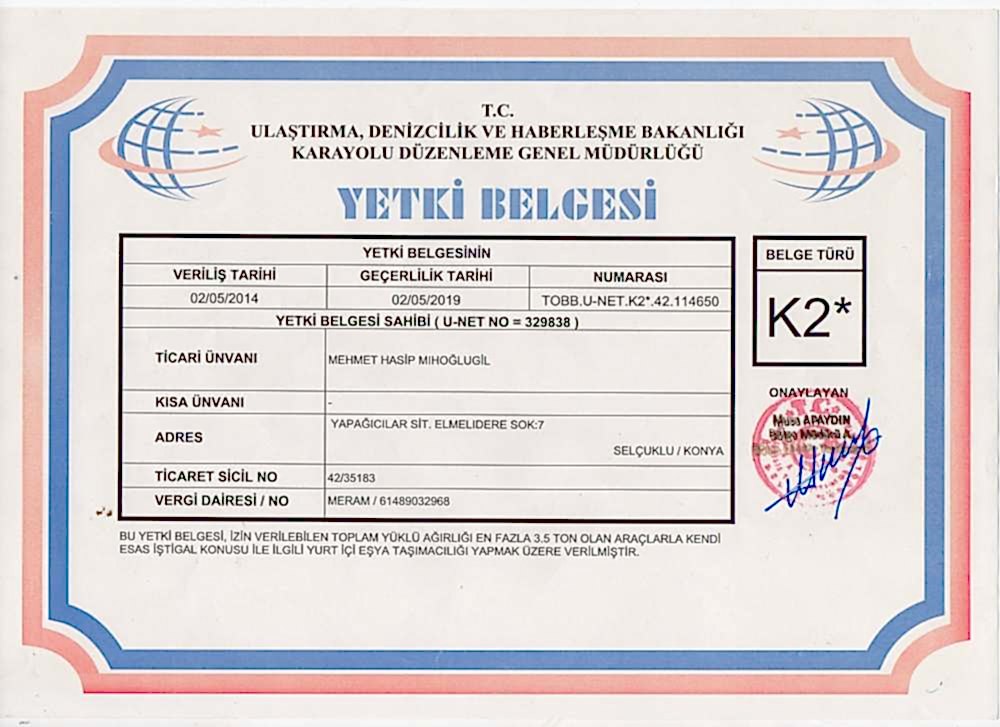 T.C.
ULAŞTIRMA, DENİZCİLİK VE HABERLEŞME BAKANLIĞI
KARAYOLU DÜZENLEME GENEL MÜDÜRLÜĞÜ
YETKİ BELGESİ
YETKİ BELGESİNİN
VERİLİŞ TARİHİ GEÇERLİLİK TARİHİ NUMARASI
02/05/2014 02/05/2019 TOBB.U-NET.K2*.42.114650
YETKİ BELGESİ SAHİBİ ( U-NET NO = 329838 )
TİCARİ ÜNVANI MEHMET HASİP MIHOĞLUGİL
KISA ÜNVANI -
ADRES YAPAĞICILAR SİT. ELMELIDERE SOK:7
SELÇUKLU / KONYA
TİCARET SİCİL NO 42/35183
VERGİ DAİRESİ / NO MERAM / 61489032968
BU YETKİ BELGESİ, İZİN VERİLEBİLEN TOPLAM YÜKLÜ AĞIRLIĞI EN FAZLA 3.5 TON OLAN ARAÇLARLA KENDİ
ESAS İŞTİGAL KONUSU İLE İLGİLİ YURT İÇİ EŞYA TAŞIMACILIĞI YAPMAK ÜZERE VERİLMİŞTİR.
BELGE TÜRÜ
K2*
ONAYLAYAN
T.C.
Musa APAYDIN